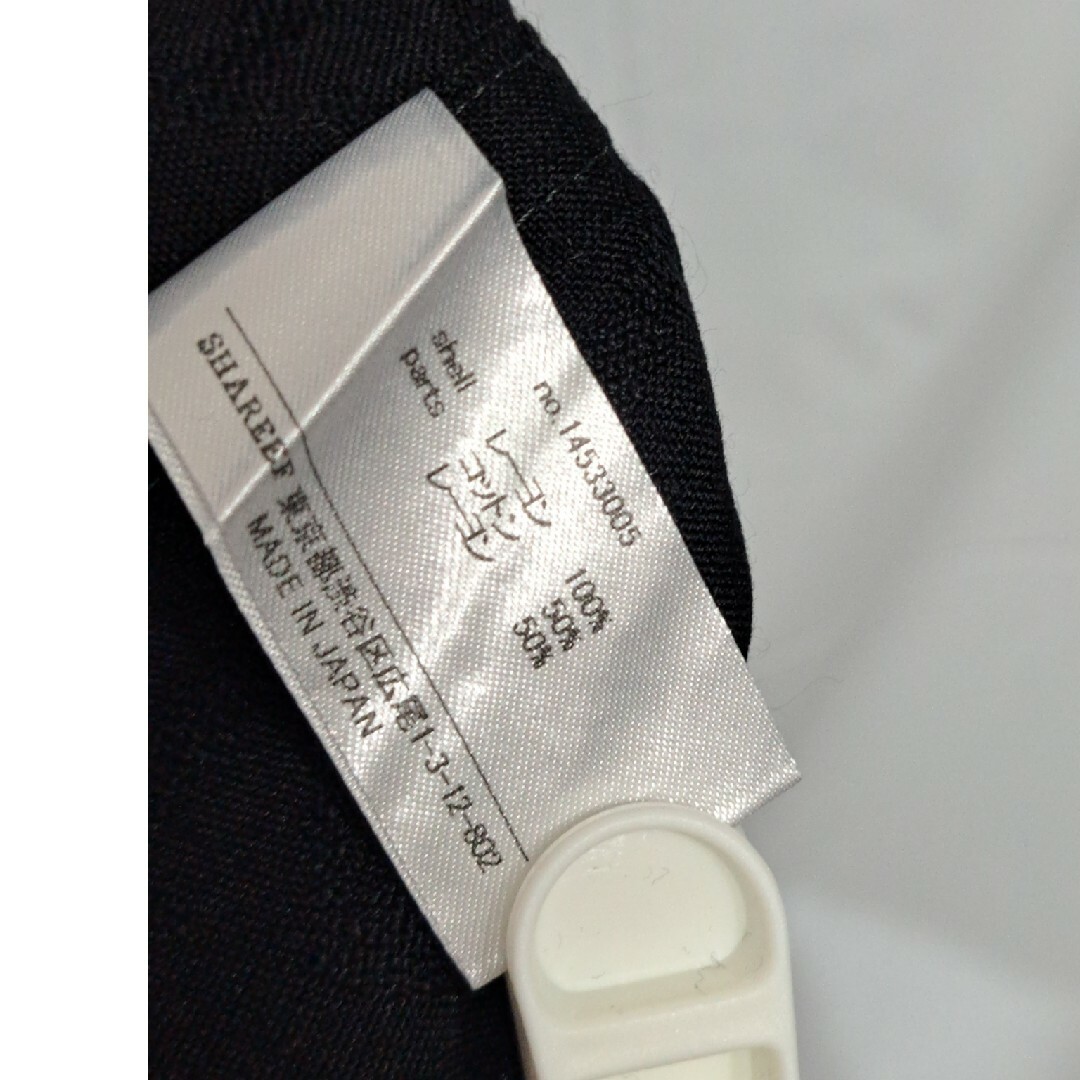 no.14533005
shell レーヨン 100%
parts コットン 50%
レーヨン 50%
SHAREEF 東京都渋谷区広尾1-3-12-802
MADE IN JAPAN